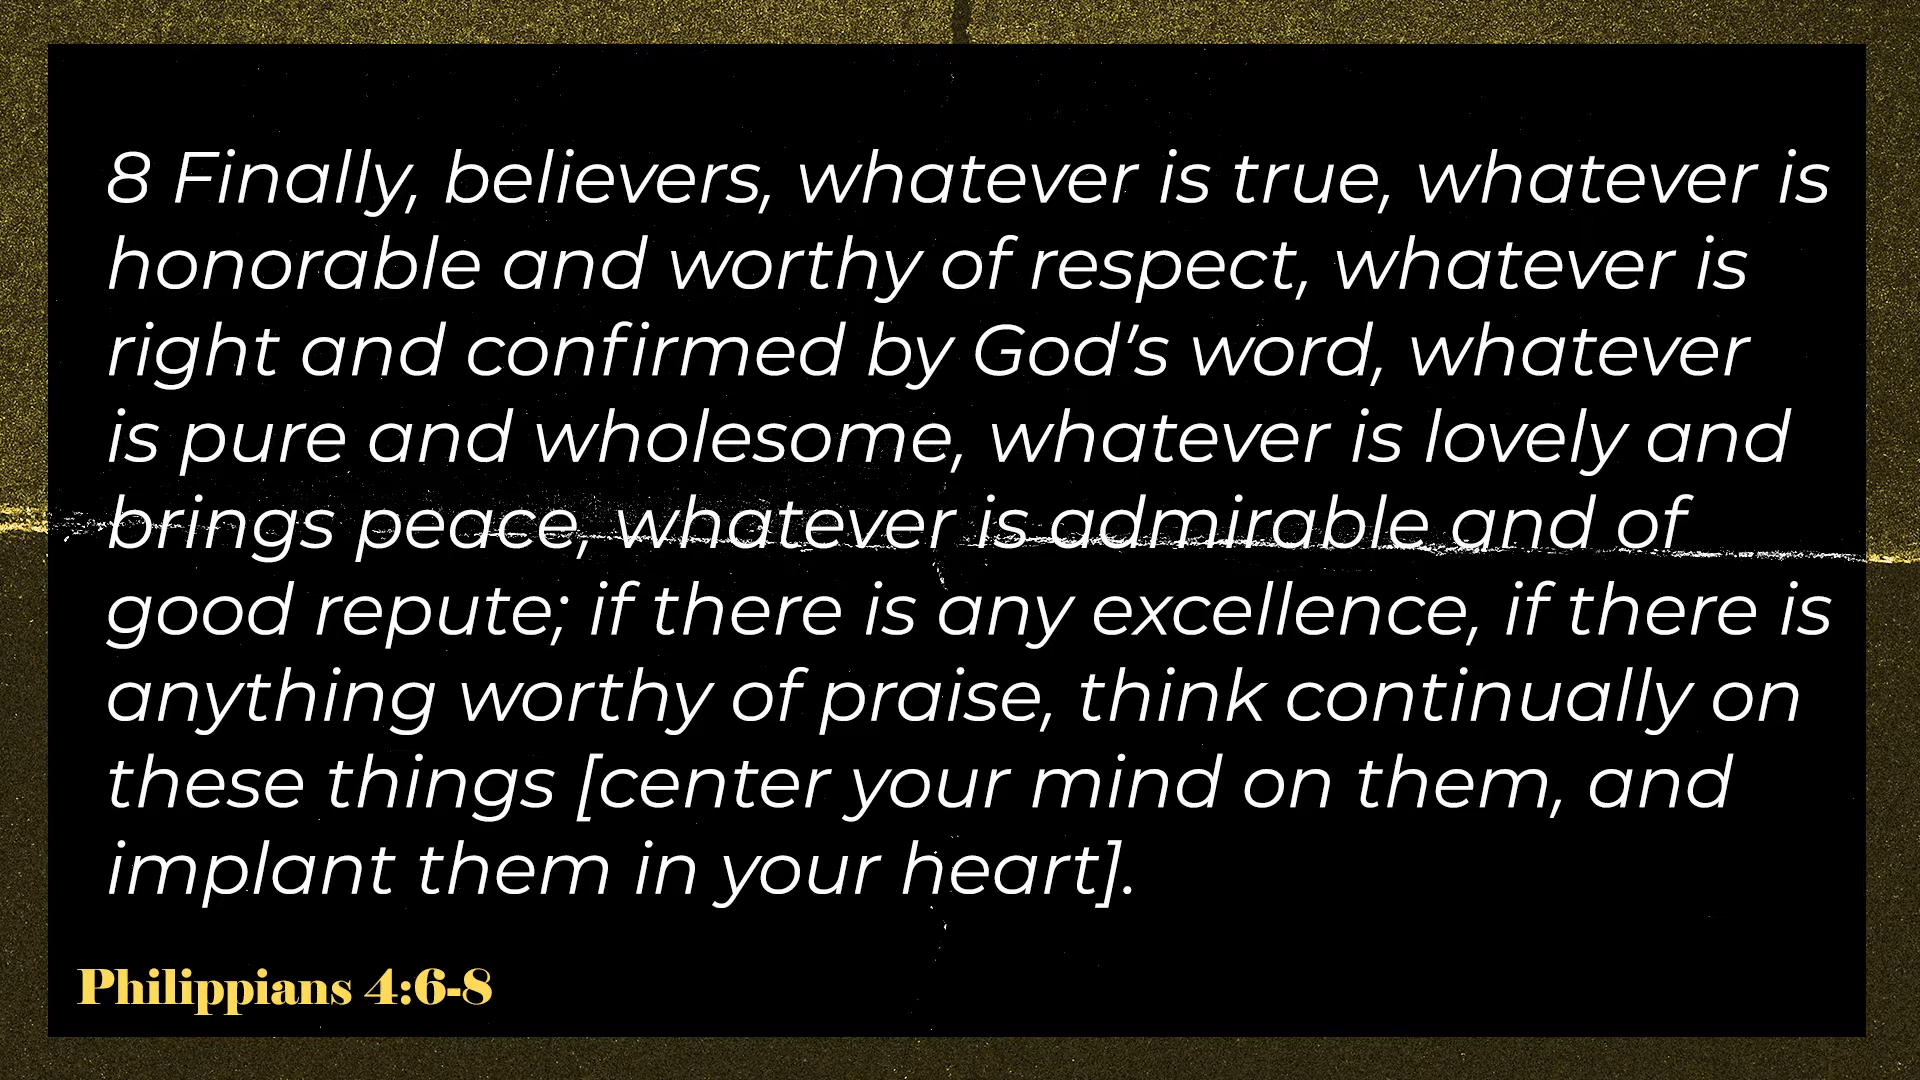 8 Finally, believers, whatever is true, whatever is
honorable and worthy of respect, whatever is
right and confirmed by God’s word, whatever
is pure and wholesome, whatever is lovely and
brings peace, whatever is admirable and of
good repute; if there is any excellence, if there is
anything worthy of praise, think continually on
these things [center your mind on them, and
implant them in your heart].
Philippians 4:6-8